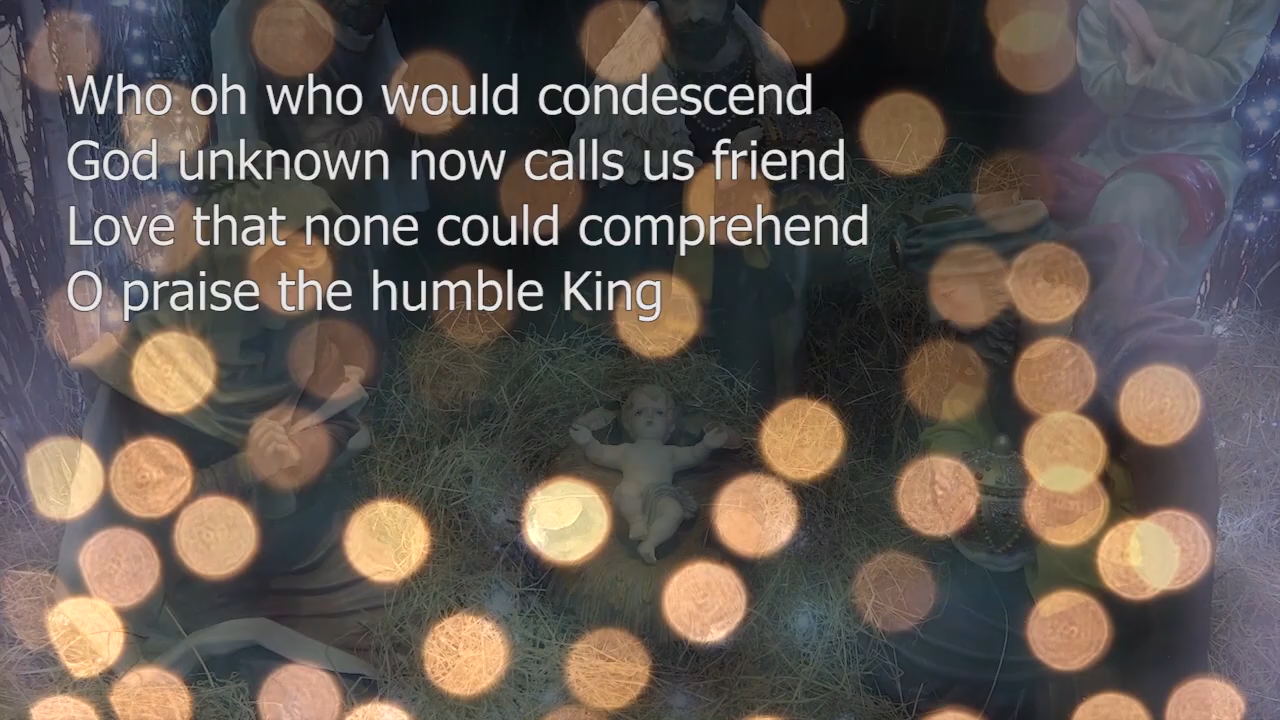 Who oh who would condescend
God unknown now calls us friend
Love that none could comprehend
O praise the humble King